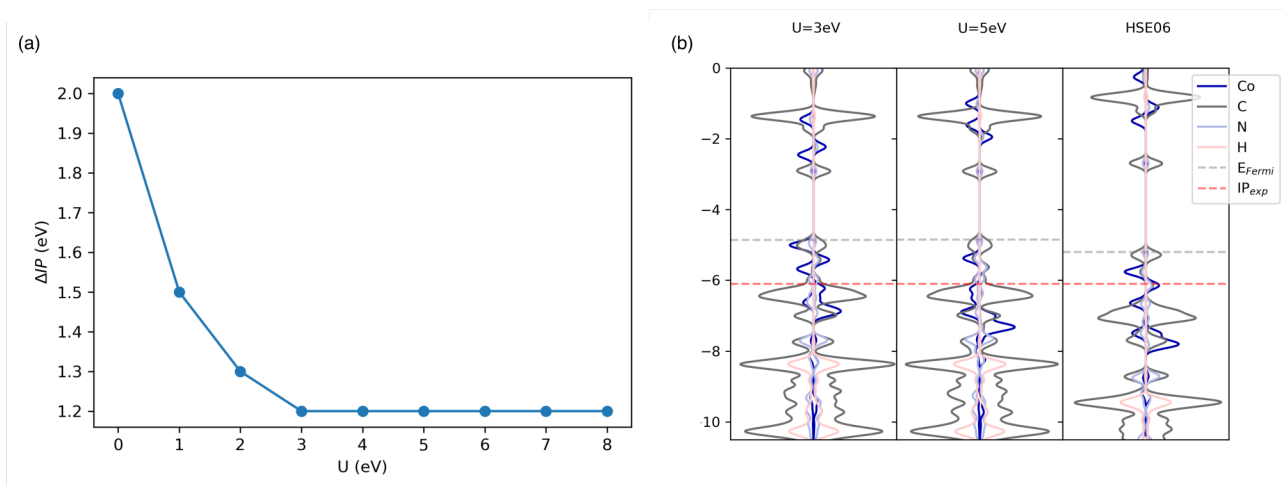 (a)
2.0
1.9
1.8
1.7
1.6
1.5
1.4
1.3
1.2
ΔIP (eV)
0 1 2 3 4 5 6 7 8
U (eV)
(b)
U=3eV U=5eV HSE06
0
−2
−4
−6
−8
−10
Co
C
N
H
E_Fermi
IP_exp